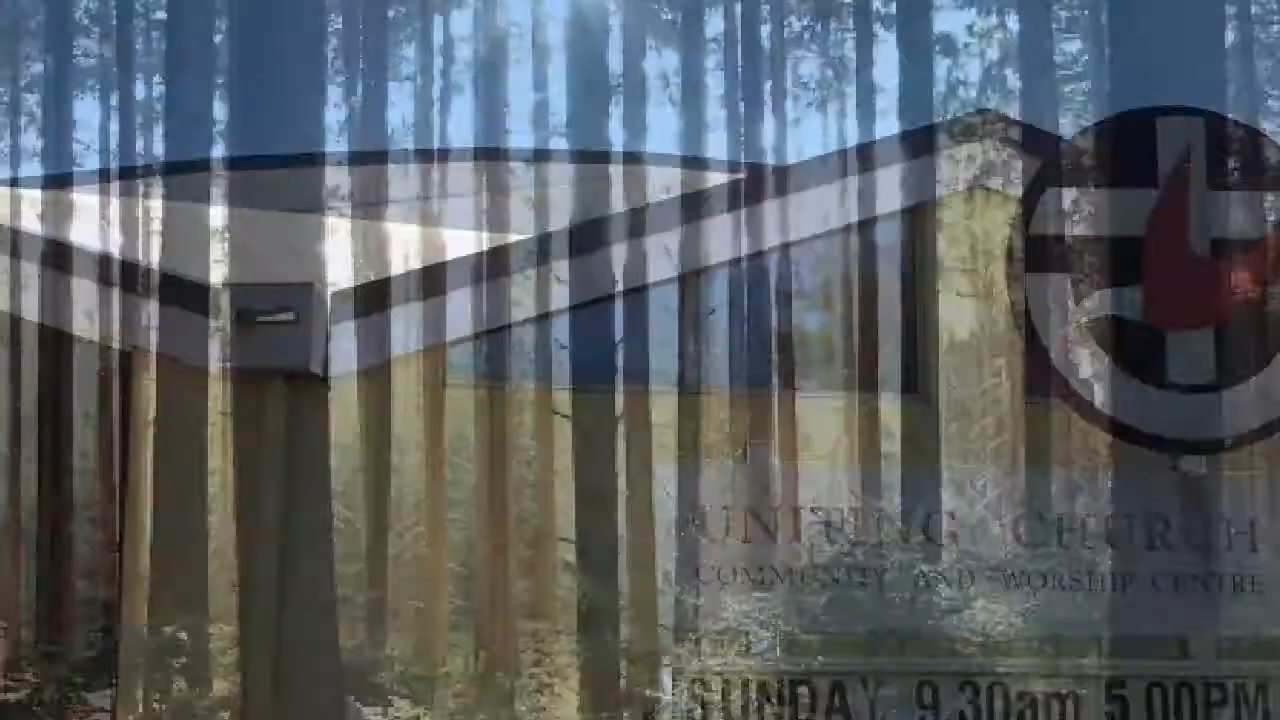 UNITING CHURCH
COMMUNITY AND WORSHIP CENTRE
SUNDAY 9.30am 5.00PM